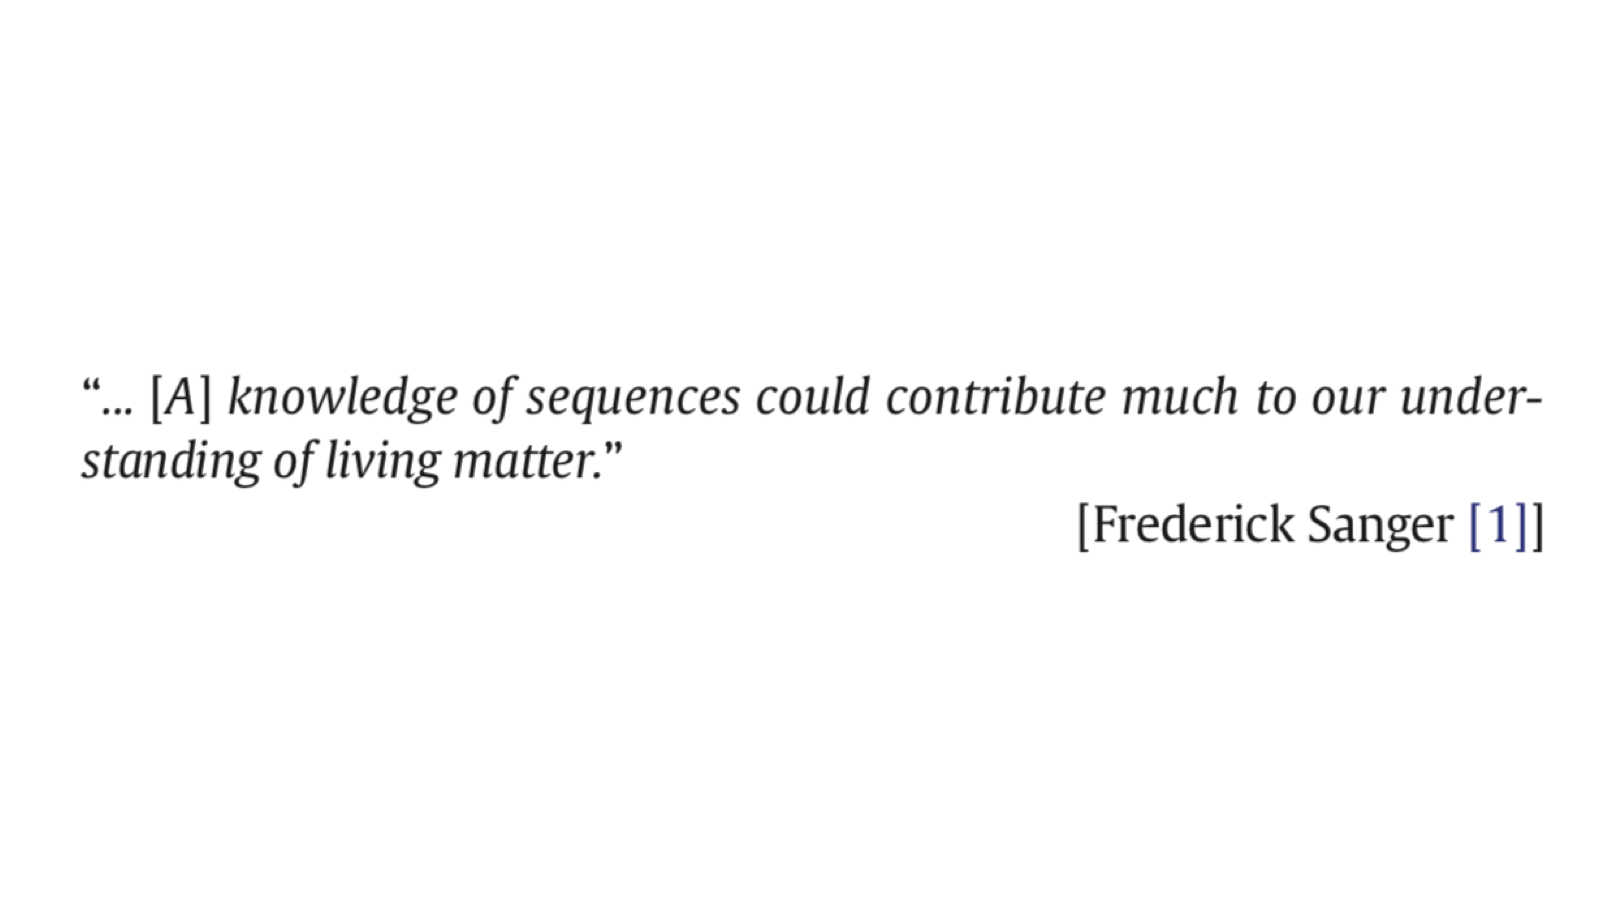 “... [A] knowledge of sequences could contribute much to our under-
standing of living matter.”
[Frederick Sanger [1]]